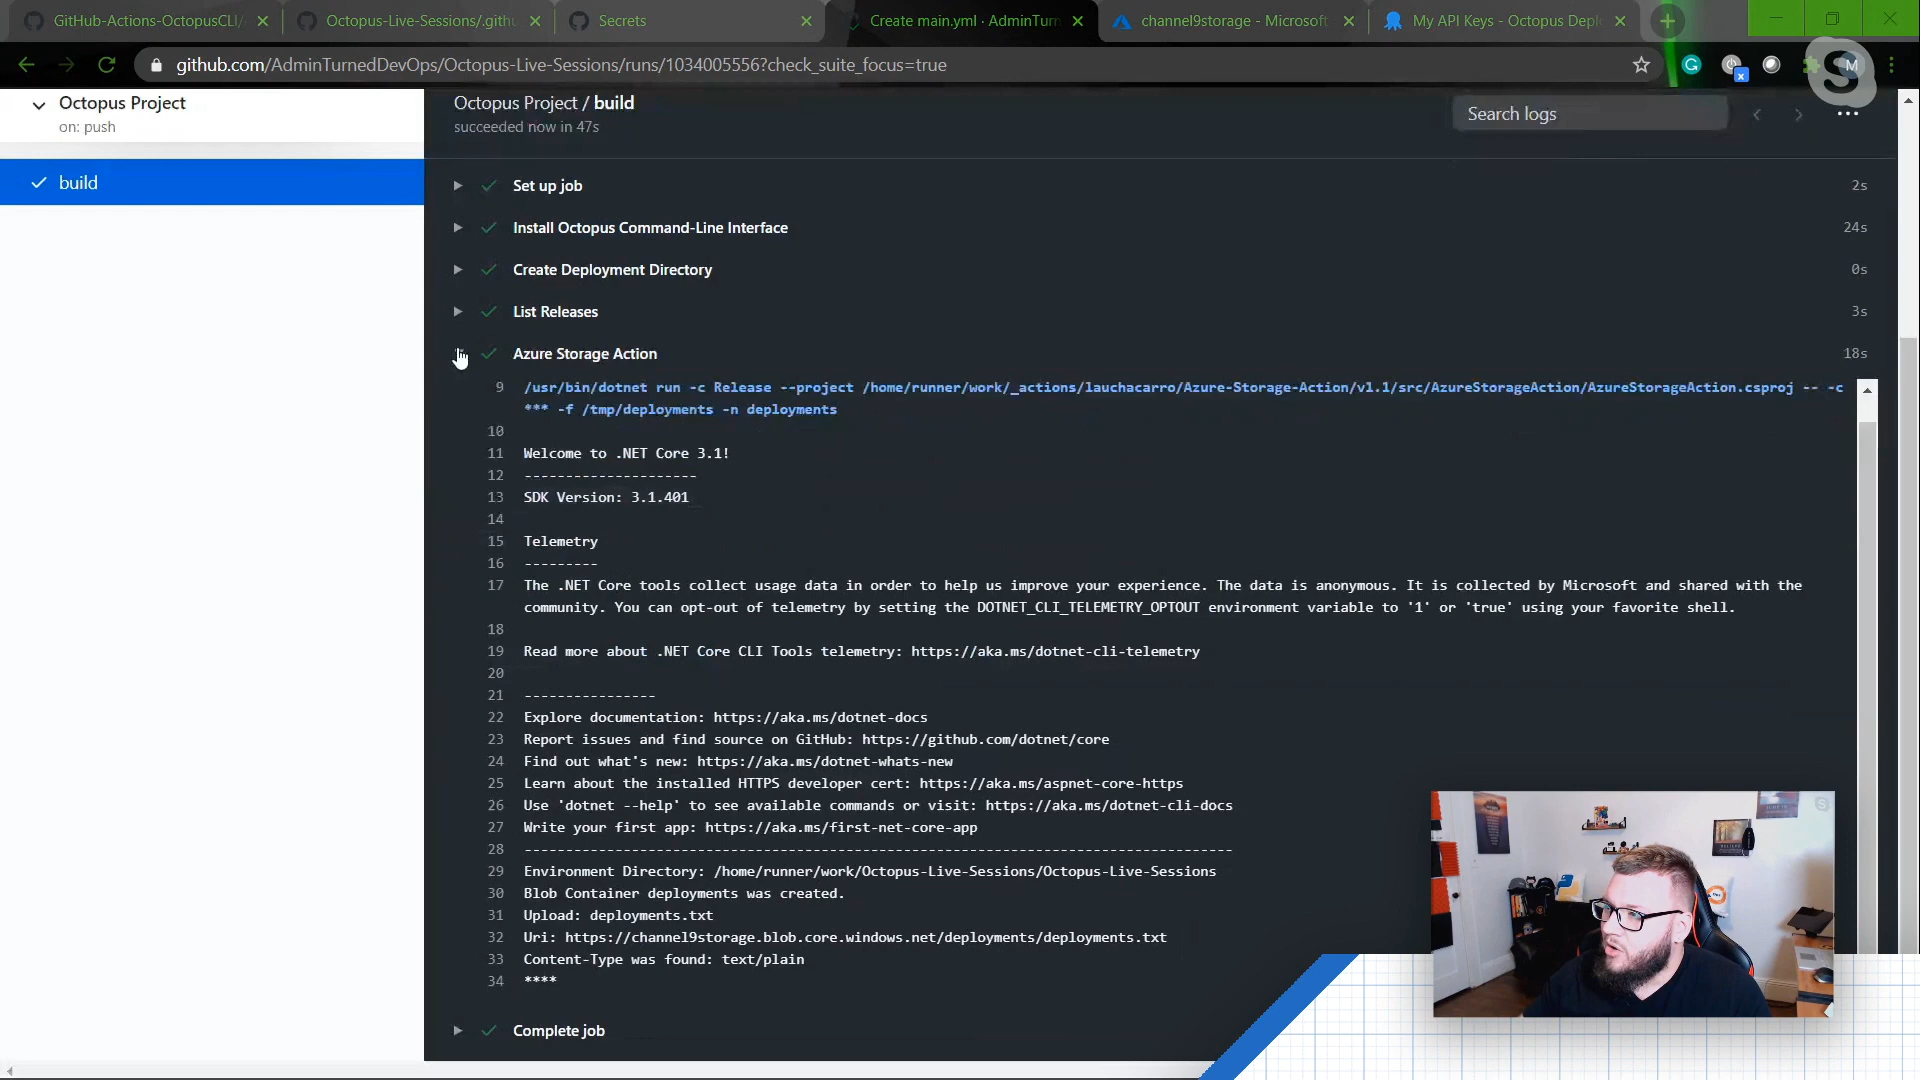 GitHub-Actions-OctopusCLI/
Octopus-Live-Sessions/.gith
Secrets
Create main.yml · AdminTurn
channel9storage - Microsoft
My API Keys - Octopus Depl
github.com/AdminTurnedDevOps/Octopus-Live-Sessions/runs/1034005556?check_suite_focus=true
M
Octopus Project
on: push
build
Octopus Project / build
succeeded now in 47s
Search logs
Set up job
2s
Install Octopus Command-Line Interface
24s
Create Deployment Directory
0s
List Releases
3s
Azure Storage Action
18s
9 /usr/bin/dotnet run -c Release --project /home/runner/work/_actions/lauchacarro/Azure-Storage-Action/v1.1/src/AzureStorageAction/AzureStorageAction.csproj -- -c
*** -f /tmp/deployments -n deployments
10
11 Welcome to .NET Core 3.1!
12 ---------------------
13 SDK Version: 3.1.401
14
15 Telemetry
16 ---------
17 The .NET Core tools collect usage data in order to help us improve your experience. The data is anonymous. It is collected by Microsoft and shared with the
community. You can opt-out of telemetry by setting the DOTNET_CLI_TELEMETRY_OPTOUT environment variable to '1' or 'true' using your favorite shell.
18
19 Read more about .NET Core CLI Tools telemetry: https://aka.ms/dotnet-cli-telemetry
20
21 ----------------
22 Explore documentation: https://aka.ms/dotnet-docs
23 Report issues and find source on GitHub: https://github.com/dotnet/core
24 Find out what's new: https://aka.ms/dotnet-whats-new
25 Learn about the installed HTTPS developer cert: https://aka.ms/aspnet-core-https
26 Use 'dotnet --help' to see available commands or visit: https://aka.ms/dotnet-cli-docs
27 Write your first app: https://aka.ms/first-net-core-app
28 --------------------------------------------------------------------------------------
29 Environment Directory: /home/runner/work/Octopus-Live-Sessions/Octopus-Live-Sessions
30 Blob Container deployments was created.
31 Upload: deployments.txt
32 Uri: https://channel9storage.blob.core.windows.net/deployments/deployments.txt
33 Content-Type was found: text/plain
34 ****
Complete job